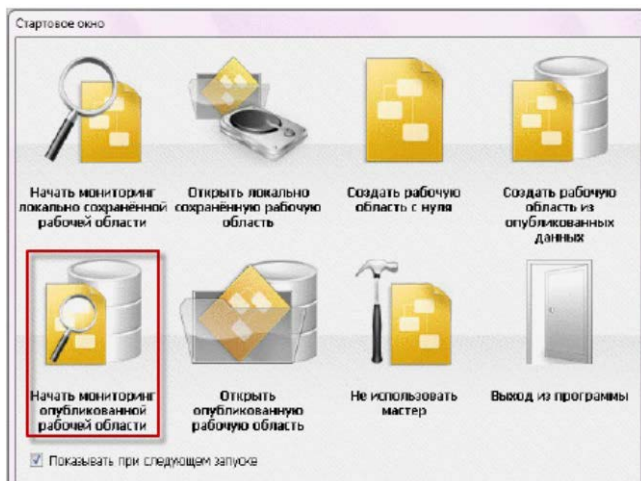 Стартовое окно
Начать мониторинг локально сохранённой рабочей области
Открыть локально сохранённую рабочую область
Создать рабочую область с нуля
Создать рабочую область из опубликованных данных
Начать мониторинг опубликованной рабочей области
Открыть опубликованную рабочую область
Не использовать мастер
Выход из программы
Показывать при следующем запуске